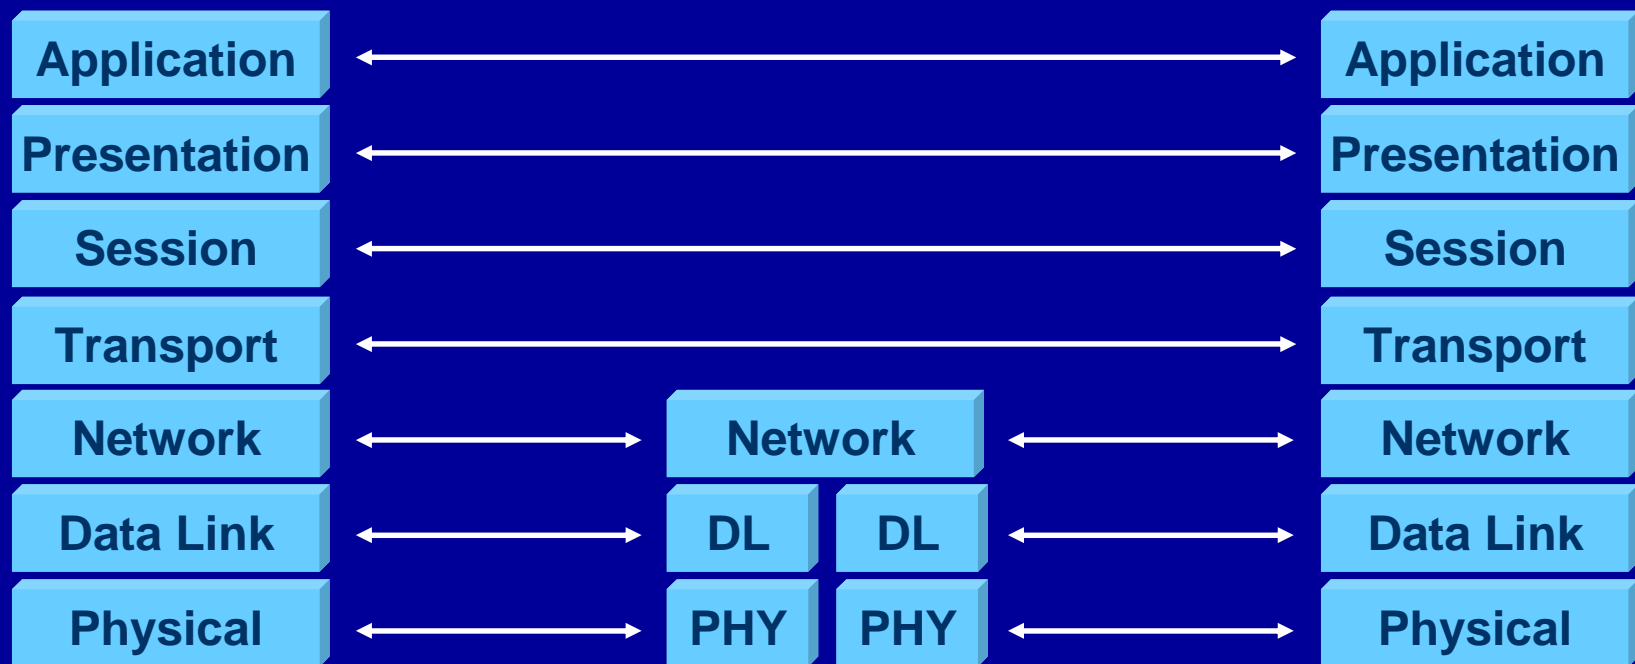 Application Application
Presentation Presentation
Session Session
Transport Transport
Network Network Network
Data Link DL DL Data Link
Physical PHY PHY Physical